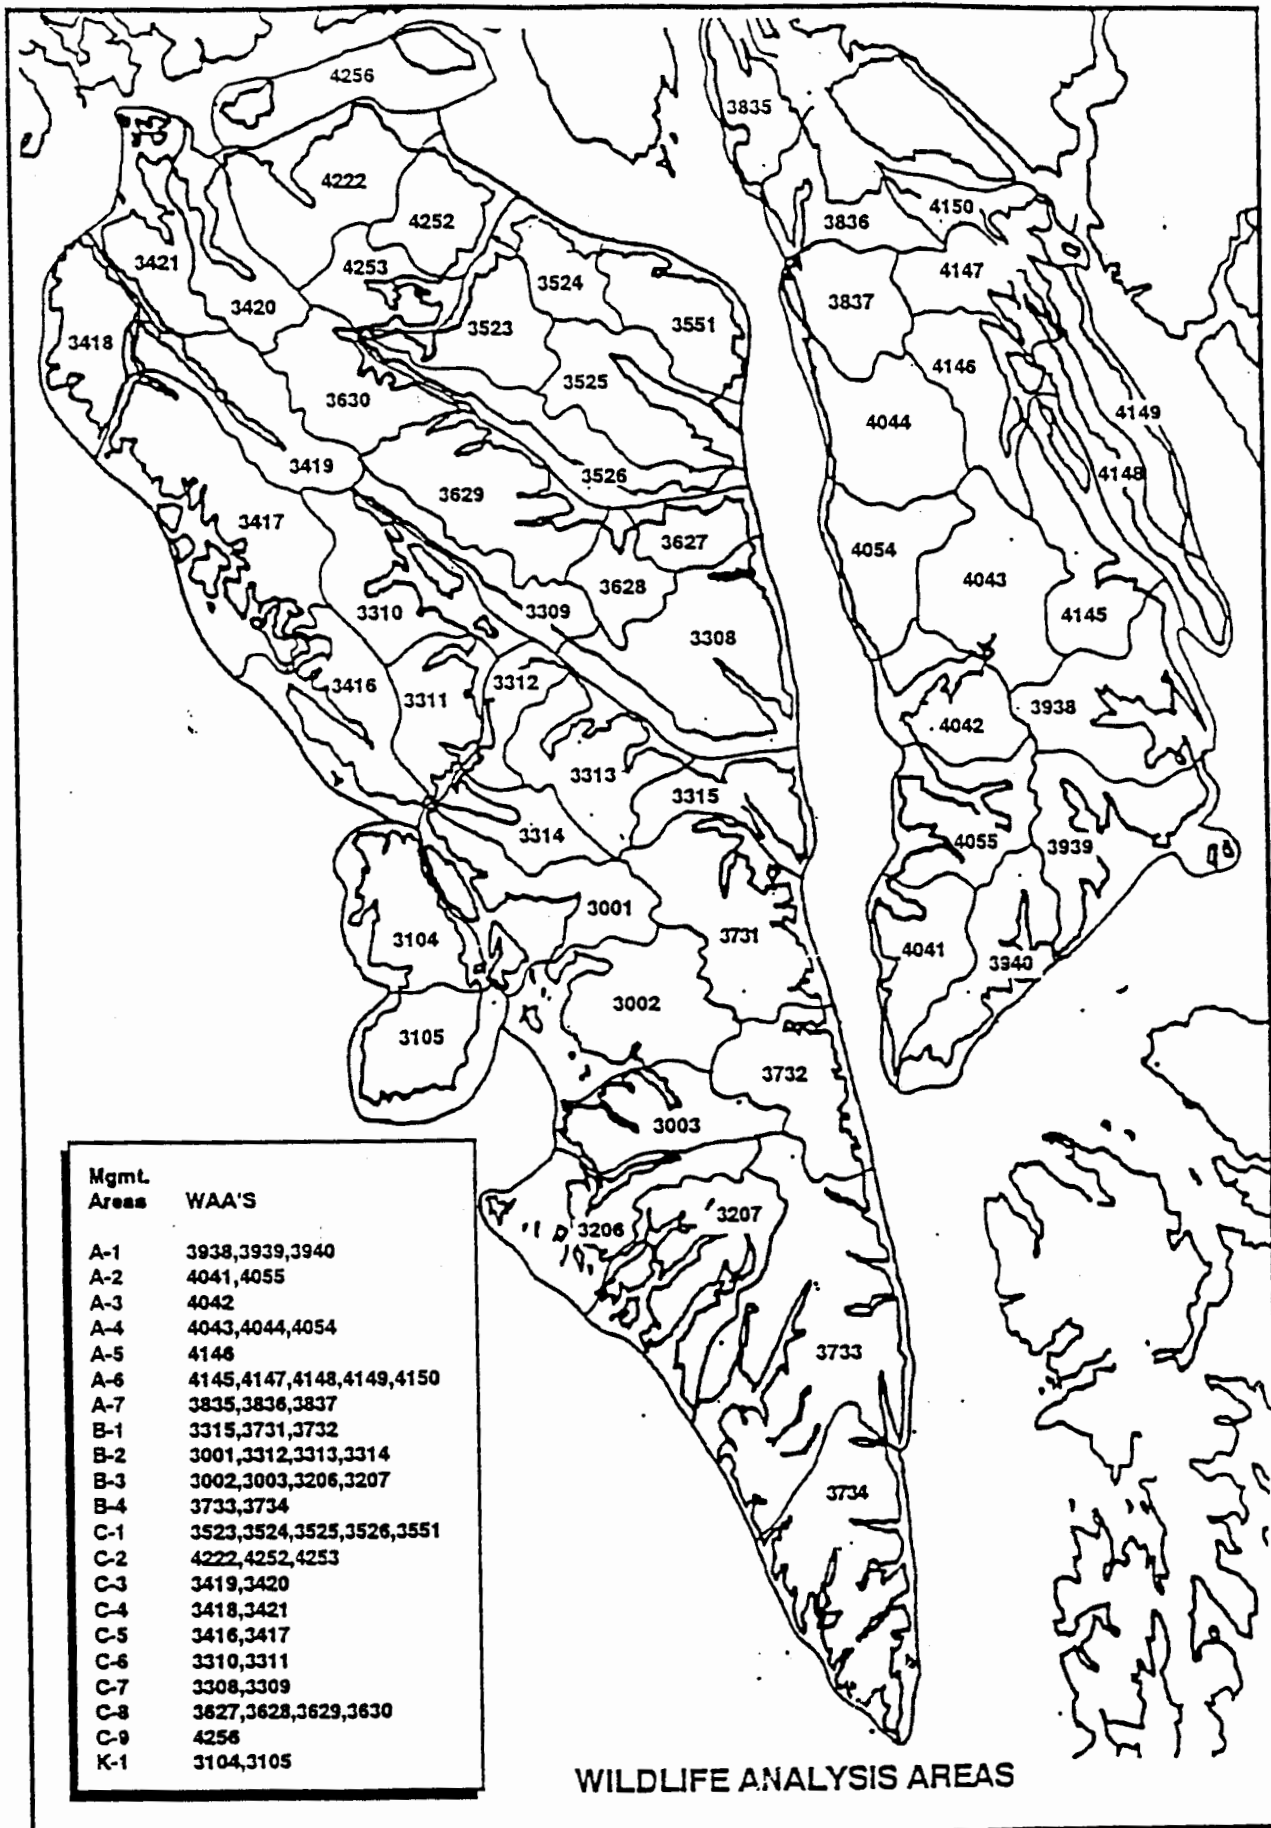 4256
3835
4222
4150
4252
3836
3421
4253
4147
3524
3420
3837
3551
3523
3418
4146
3525
3630
4149
4044
3419
4148
3526
3629
3417
3627
4054
4043
3628
3310
3309
4145
3308
3416
3312
3311
3938
4042
3313
3315
3314
4055
3939
3001
3731
3104
4041
3940
3002
3105
3732
3003
3206
3207
3733
3734
Mgmt.
Areas WAA'S
A-1 3938,3939,3940
A-2 4041,4055
A-3 4042
A-4 4043,4044,4054
A-5 4146
A-6 4145,4147,4148,4149,4150
A-7 3835,3836,3837
B-1 3315,3731,3732
B-2 3001,3312,3313,3314
B-3 3002,3003,3206,3207
B-4 3733,3734
C-1 3523,3524,3525,3526,3551
C-2 4222,4252,4253
C-3 3419,3420
C-4 3418,3421
C-5 3416,3417
C-6 3310,3311
C-7 3308,3309
C-8 3627,3628,3629,3630
C-9 4256
K-1 3104,3105
WILDLIFE ANALYSIS AREAS